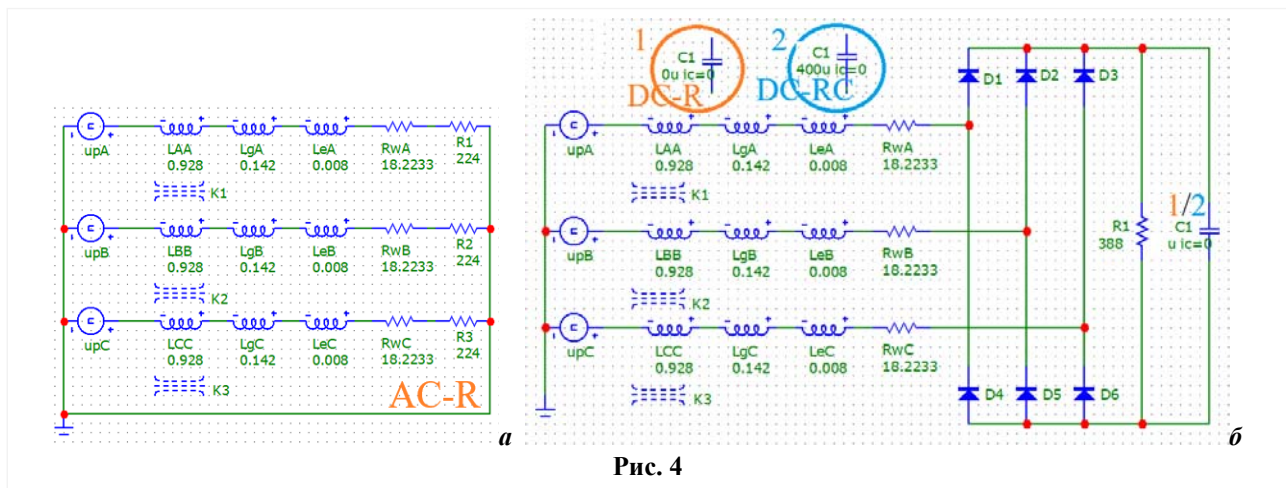 1
C1
0u ic=0
DC-R
2
C1
400u ic=0
DC-RC
D1
D2
D3
upA
LAA
0.928
LgA
0.142
LeA
0.008
RwA
18.2233
R1
224
K1
upB
LBB
0.928
LgB
0.142
LeB
0.008
RwB
18.2233
R2
224
K2
upC
LCC
0.928
LgC
0.142
LeC
0.008
RwC
18.2233
R3
224
K3
AC-R
а
upA
LAA
0.928
LgA
0.142
LeA
0.008
RwA
18.2233
K1
upB
LBB
0.928
LgB
0.142
LeB
0.008
RwB
18.2233
K2
upC
LCC
0.928
LgC
0.142
LeC
0.008
RwC
18.2233
K3
R1
388
1/2
C1
u ic=0
D4
D5
D6
б
Рис. 4